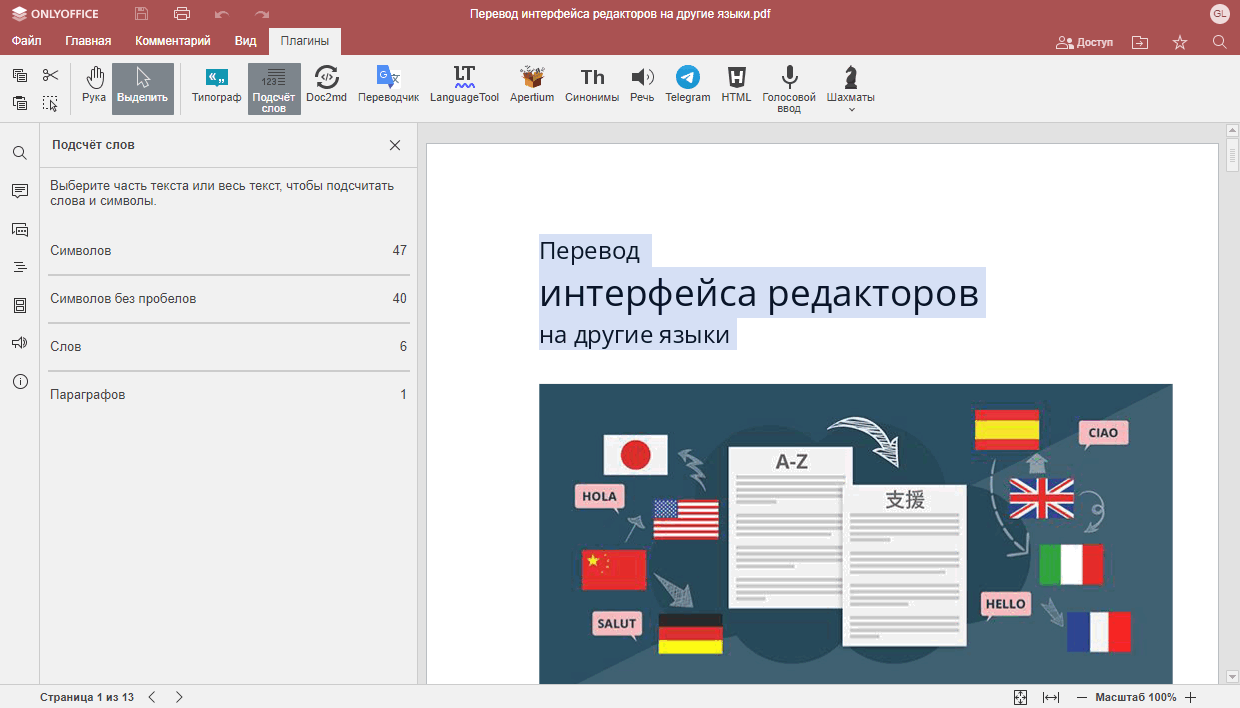 ONLYOFFICE
Перевод интерфейса редакторов на другие языки.pdf
GL
Файл Главная Комментарий Вид Плагины
Доступ
Рука
Выделить
Типограф
Подсчёт
слов
Doc2md
Переводчик
LanguageTool
Apertium
Синонимы
Речь
Telegram
HTML
Голосовой
ввод
Шахматы
Подсчёт слов
Выберите часть текста или весь текст, чтобы подсчитать
слова и символы.
Символов 47
Символов без пробелов 40
Слов 6
Параграфов 1
Перевод
интерфейса редакторов
на другие языки
A-Z
支援
HOLA
SALUT
CIAO
HELLO
Страница 1 из 13
Масштаб 100%